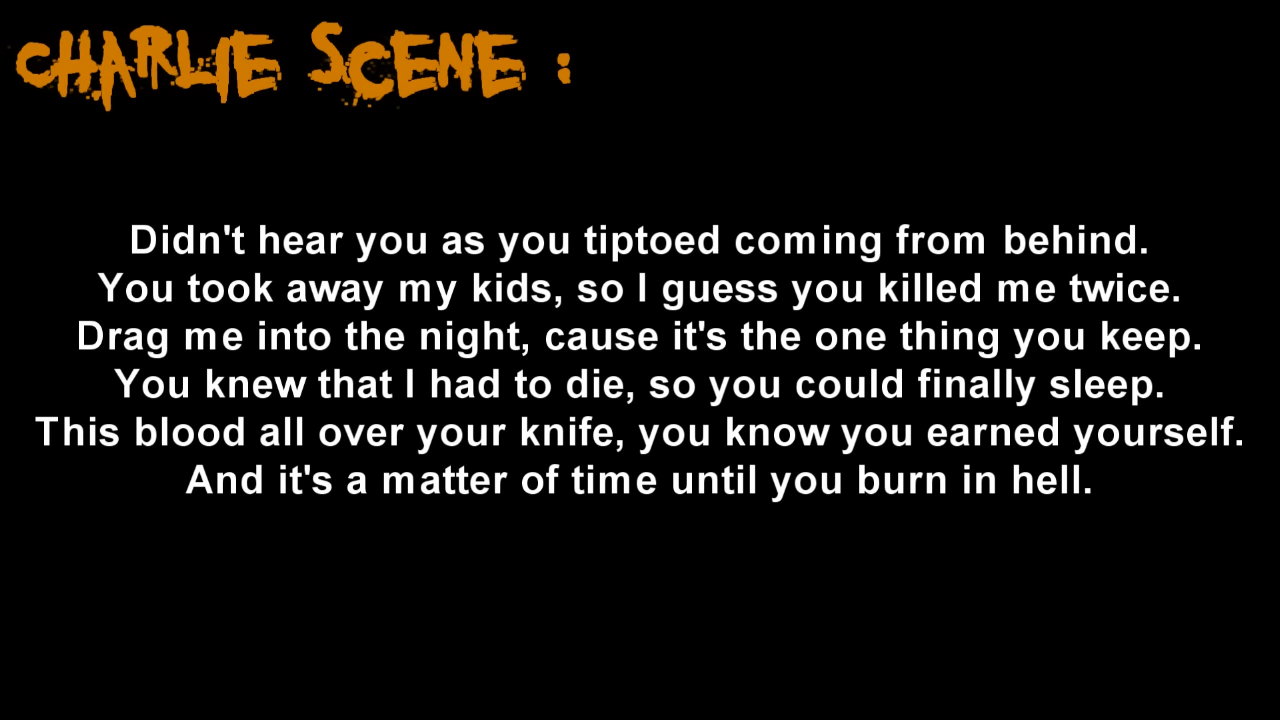 CHARLIE SCENE :
Didn't hear you as you tiptoed coming from behind.
You took away my kids, so I guess you killed me twice.
Drag me into the night, cause it's the one thing you keep.
You knew that I had to die, so you could finally sleep.
This blood all over your knife, you know you earned yourself.
And it's a matter of time until you burn in hell.